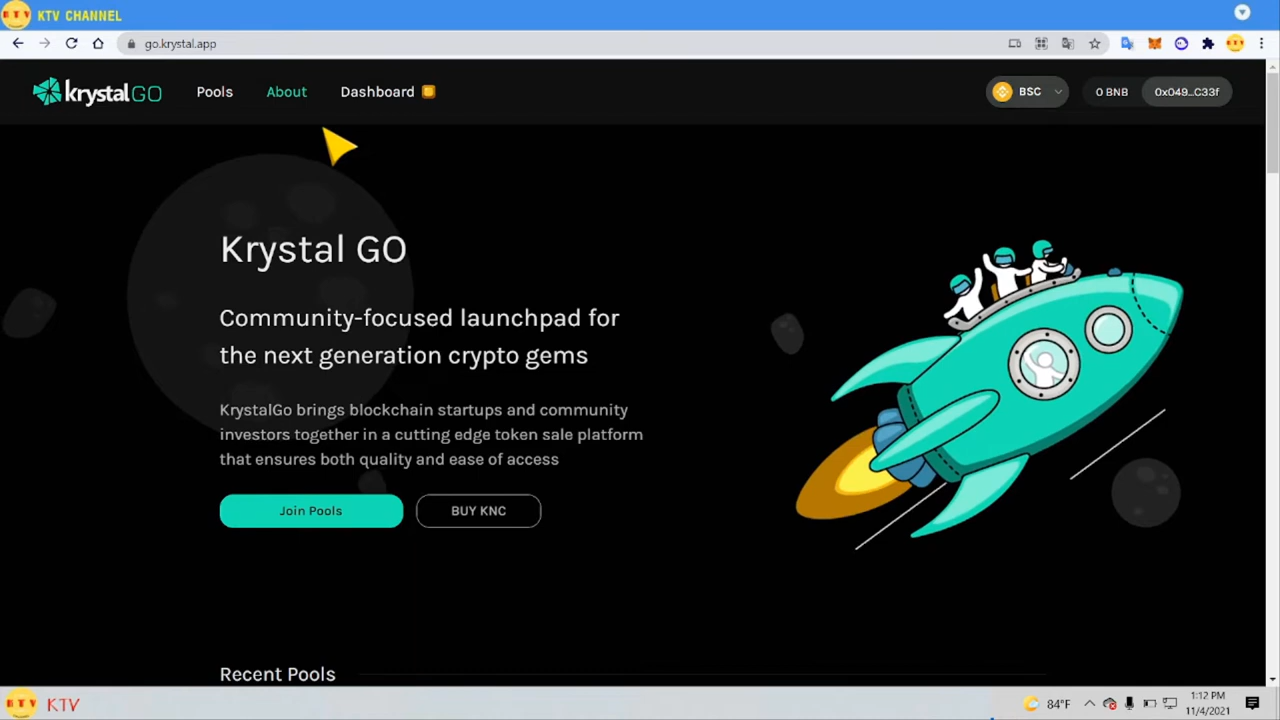 KTV CHANNEL
go.krystal.app
krystalGO
Pools
About
Dashboard
BSC
0 BNB
0x049...C33f
Krystal GO
Community-focused launchpad for
the next generation crypto gems
KrystalGo brings blockchain startups and community
investors together in a cutting edge token sale platform
that ensures both quality and ease of access
Join Pools
BUY KNC
Recent Pools
KTV
84°F
1:12 PM
11/4/2021